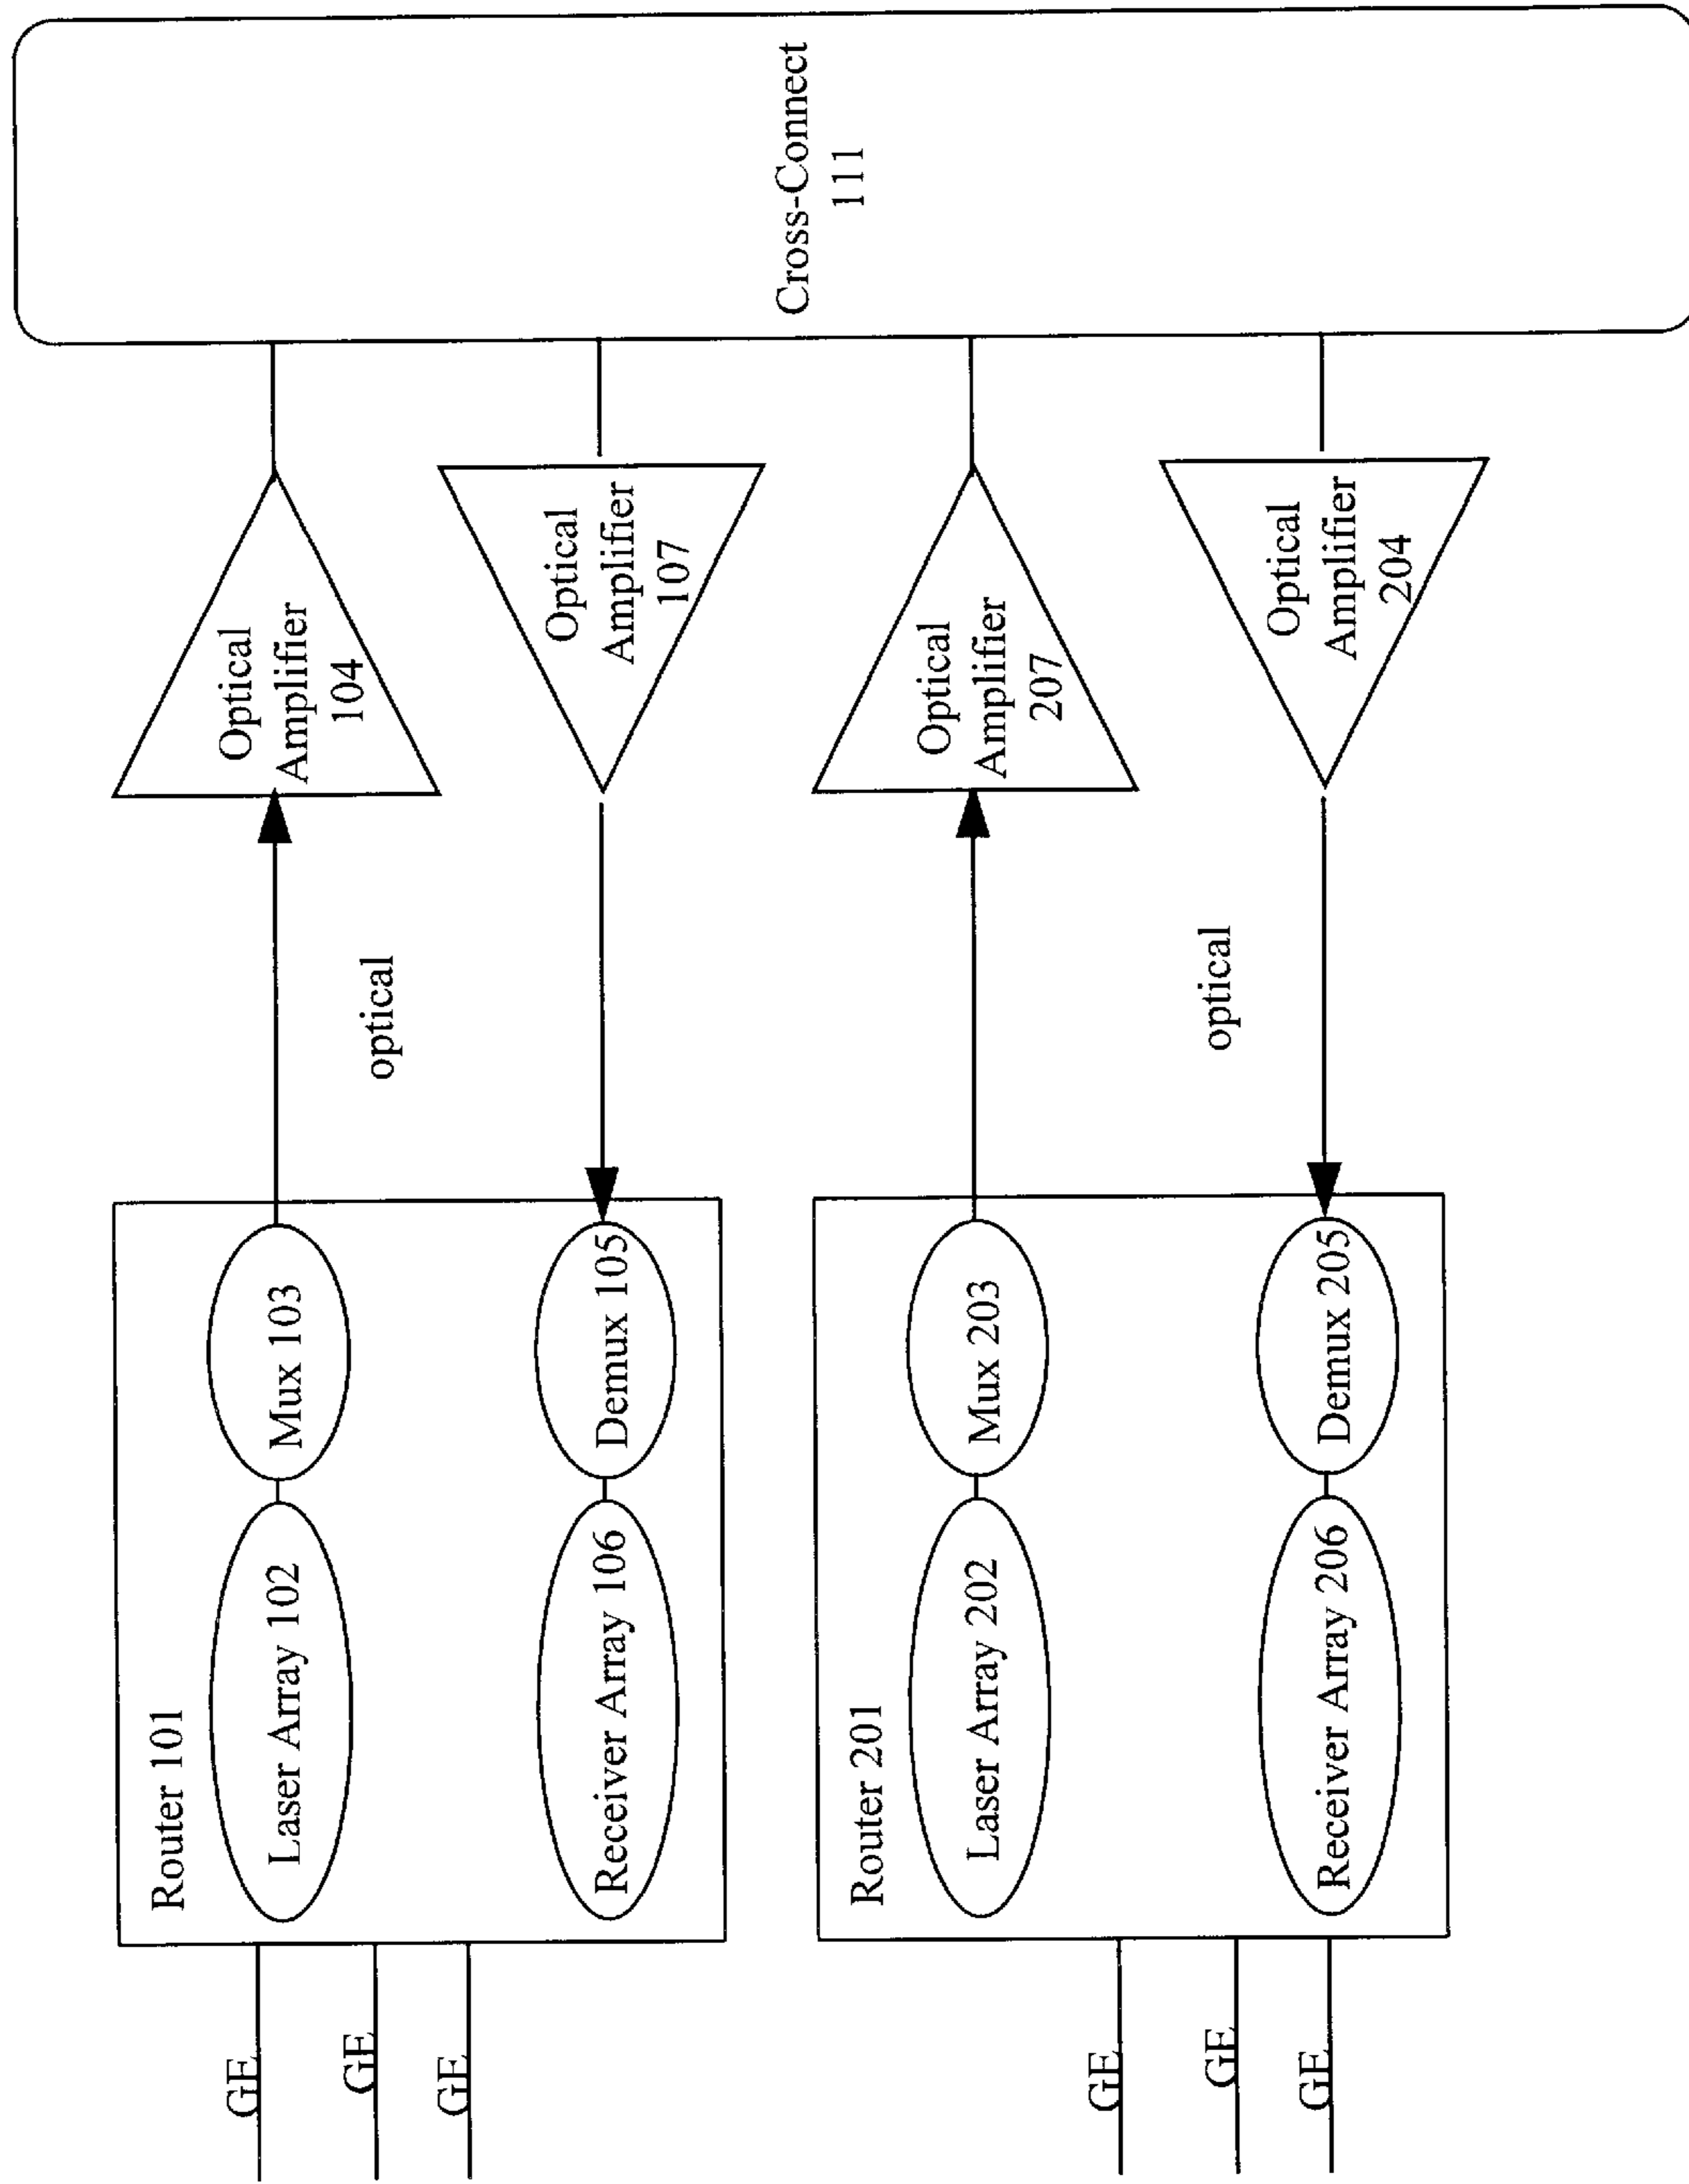 GE
GE
GE
Router 101
Laser Array 102
Mux 103
Receiver Array 106
Demux 105
optical
Optical
Amplifier
104
Optical
Amplifier
107
GE
GE
GE
Router 201
Laser Array 202
Mux 203
Receiver Array 206
Demux 205
optical
Optical
Amplifier
207
Optical
Amplifier
204
Cross-Connect
111